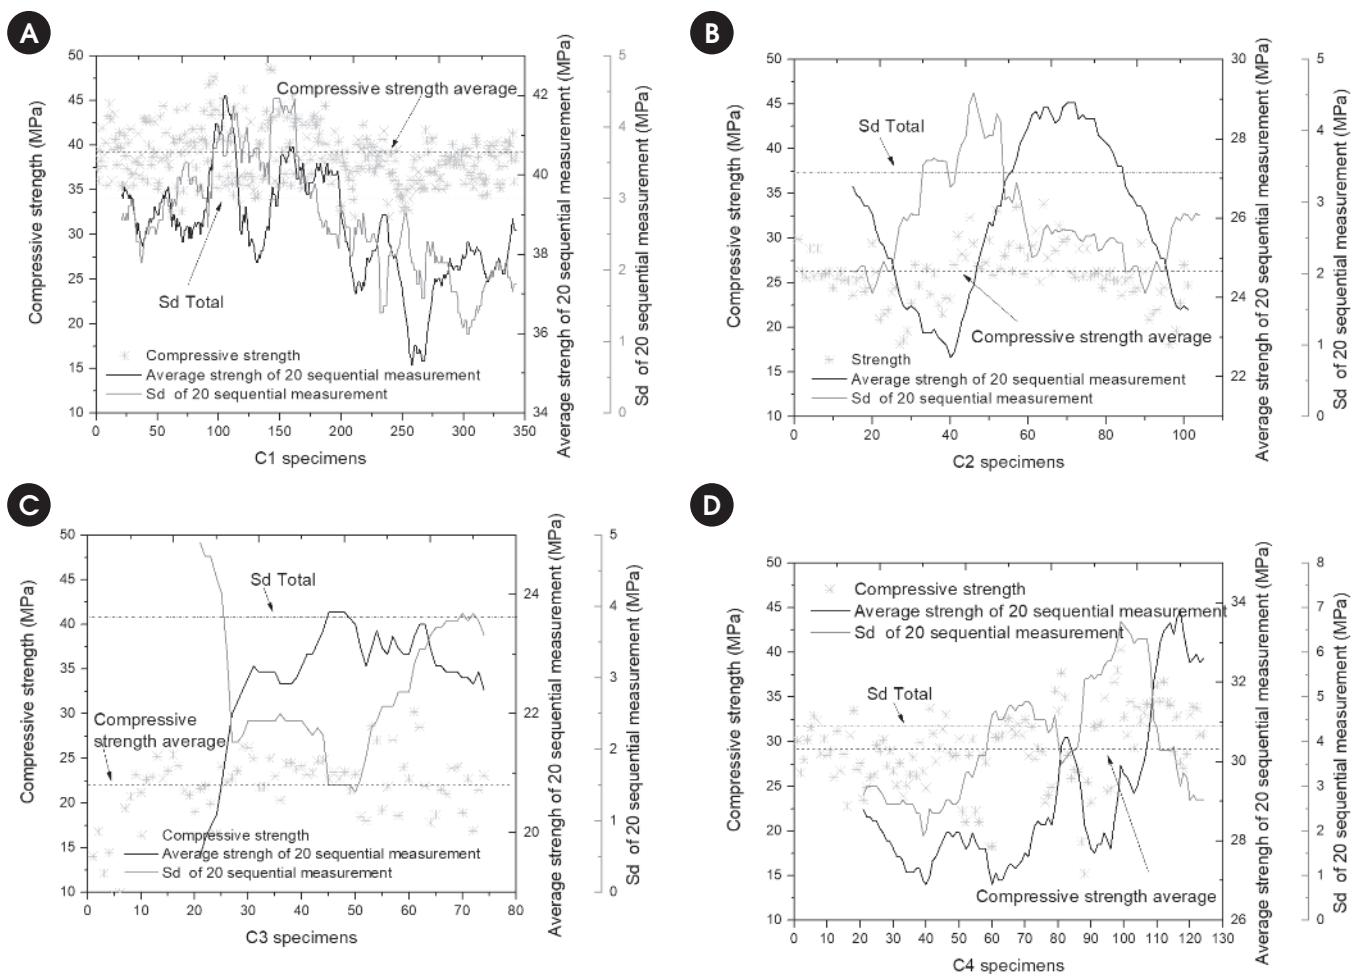 A
50
45
40
35
30
25
20
15
10
Compressive strength (MPa)
0
50
100
150
200
250
300
350
C1 specimens
42
40
38
36
34
Average strengh of 20 sequential measurement (MPa)
5
4
3
2
1
0
Sd of 20 sequential measurement (MPa)
Compressive strength average
Sd Total
Compressive strength
Average strengh of 20 sequential measurement
Sd of 20 sequential measurement
B
50
45
40
35
30
25
20
15
10
Compressive strength (MPa)
0
20
40
60
80
100
C2 specimens
30
28
26
24
22
Average strengh of 20 sequential measurement (MPa)
5
4
3
2
1
0
Sd of 20 sequential measurement (MPa)
Sd Total
Compressive strength average
Strength
Average strengh of 20 sequential measurement
Sd of 20 sequential measurement
C
50
45
40
35
30
25
20
15
10
Compressive strength (MPa)
0
10
20
30
40
50
60
70
80
C3 specimens
24
22
20
Average strengh of 20 sequential measurement (MPa)
5
4
3
2
1
0
Sd of 20 sequential measurement (MPa)
Sd Total
Compressive
strength average
Compressive strength
Average strengh of 20 sequential measurement
Sd of 20 sequential measurement
D
50
45
40
35
30
25
20
15
10
Compressive strength (MPa)
0
10
20
30
40
50
60
70
80
90
100
110
120
130
C4 specimens
34
32
30
28
26
Average strengh of 20 sequential measurement (MPa)
8
7
6
5
4
3
2
1
0
Sd of 20 sequential measurement (MPa)
Compressive strength
Average strengh of 20 sequential measurement
Sd of 20 sequential measurement
Sd Total
Compressive strength average